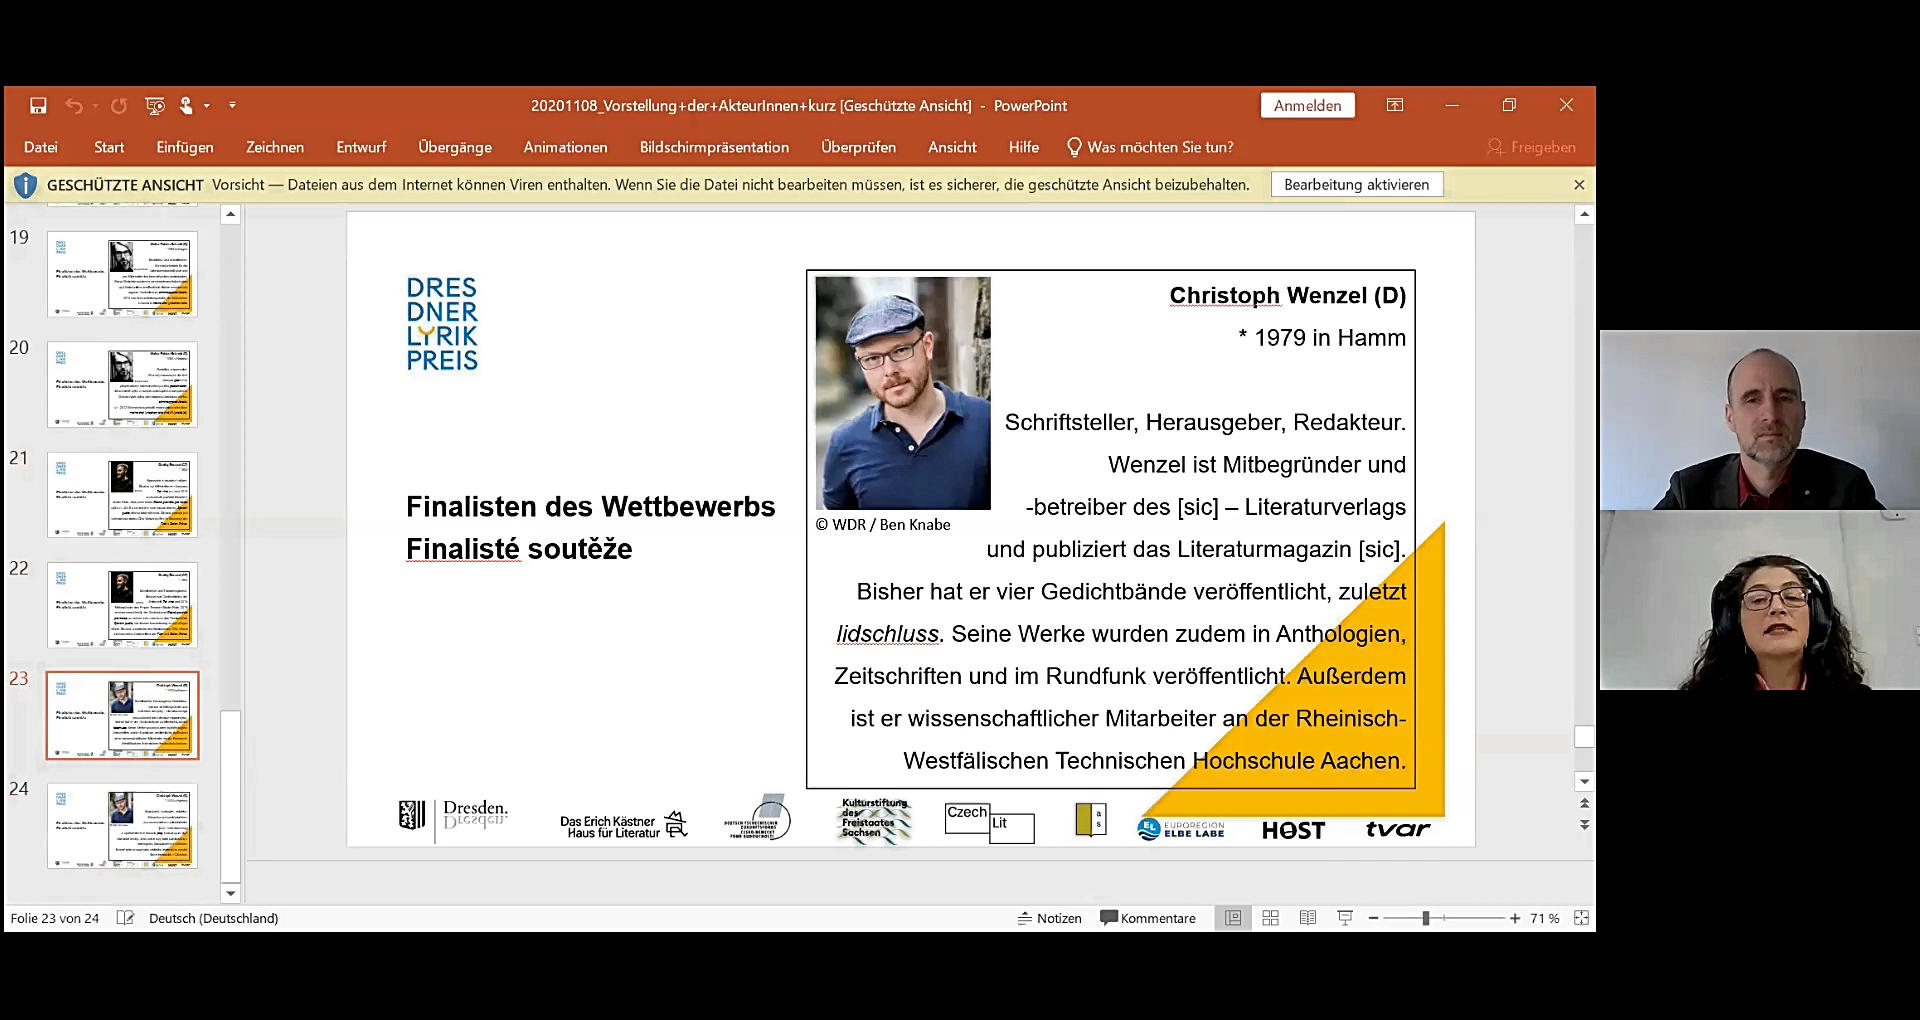 20201108_Vorstellung+der+AkteurInnen+kurz [Geschützte Ansicht] - PowerPoint
Anmelden
Datei Start Einfügen Zeichnen Entwurf Übergänge Animationen Bildschirmpräsentation Überprüfen Ansicht Hilfe Was möchten Sie tun? Freigeben
GESCHÜTZTE ANSICHT Vorsicht — Dateien aus dem Internet können Viren enthalten. Wenn Sie die Datei nicht bearbeiten müssen, ist es sicherer, die geschützte Ansicht beizubehalten. Bearbeitung aktivieren
19
20
21
22
23
24
DRES
DNER
LYRIK
PREIS
Finalisten des Wettbewerbs
Finalisté soutěže
© WDR / Ben Knabe
Christoph Wenzel (D)
* 1979 in Hamm
Schriftsteller, Herausgeber, Redakteur.
Wenzel ist Mitbegründer und
-betreiber des [sic] – Literaturverlags
und publiziert das Literaturmagazin [sic].
Bisher hat er vier Gedichtbände veröffentlicht, zuletzt
lidschluss. Seine Werke wurden zudem in Anthologien,
Zeitschriften und im Rundfunk veröffentlicht. Außerdem
ist er wissenschaftlicher Mitarbeiter an der Rheinisch-
Westfälischen Technischen Hochschule Aachen.
Dresden.
Dresden.
Das Erich Kästner
Haus für Literatur
Kulturstiftung
des
Freistaates
Sachsen
Czech
Lit
a
s
EL
EUROREGION
ELBE LABE
HOST
tvar
Folie 23 von 24 Deutsch (Deutschland) Notizen Kommentare 71 %